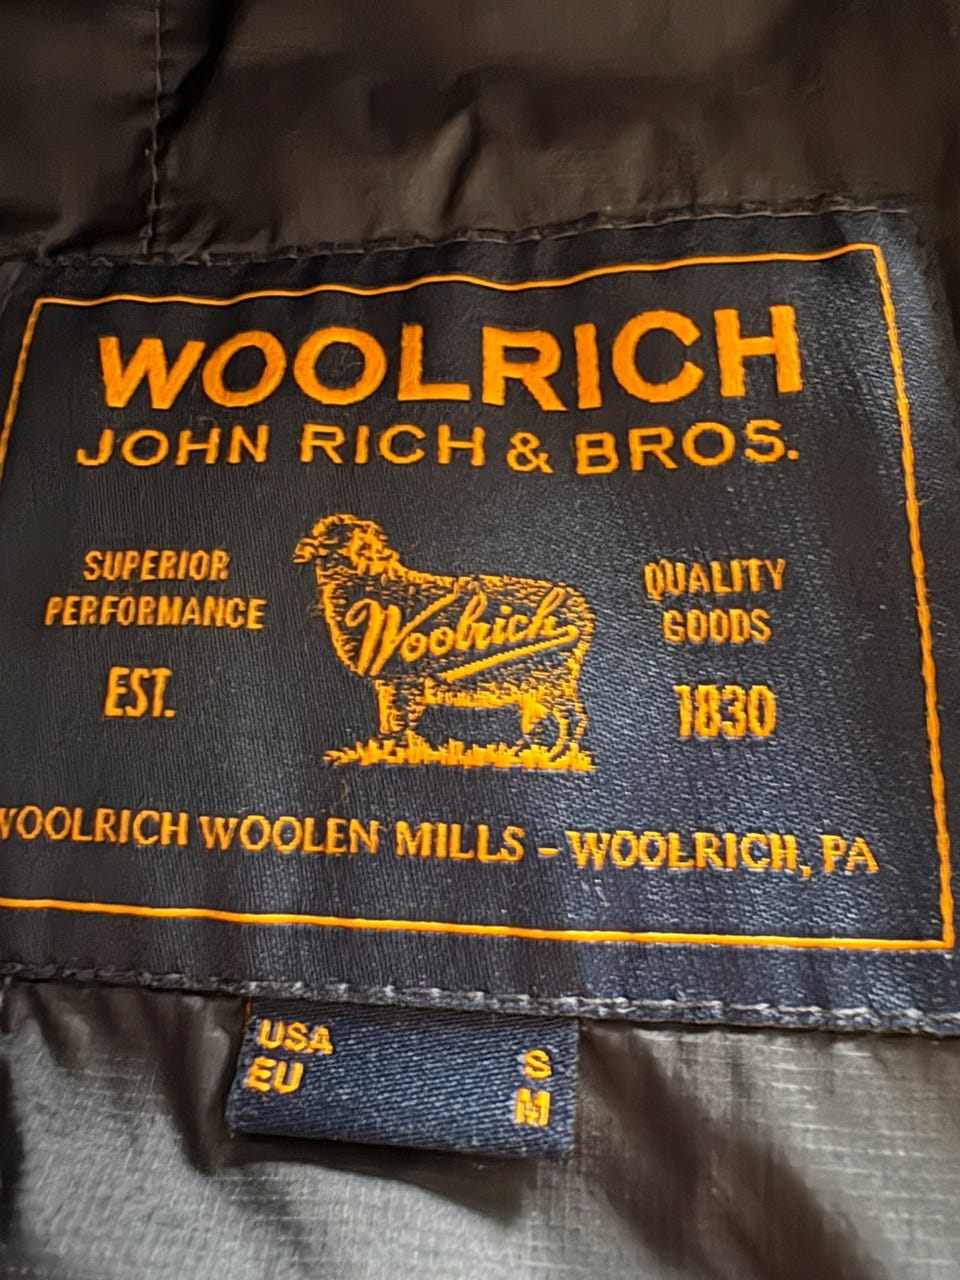 WOOLRICH
JOHN RICH & BROS.
SUPERIOR
PERFORMANCE
EST.
Woolrich
QUALITY
GOODS
1830
WOOLRICH WOOLEN MILLS - WOOLRICH, PA
USA S
EU M